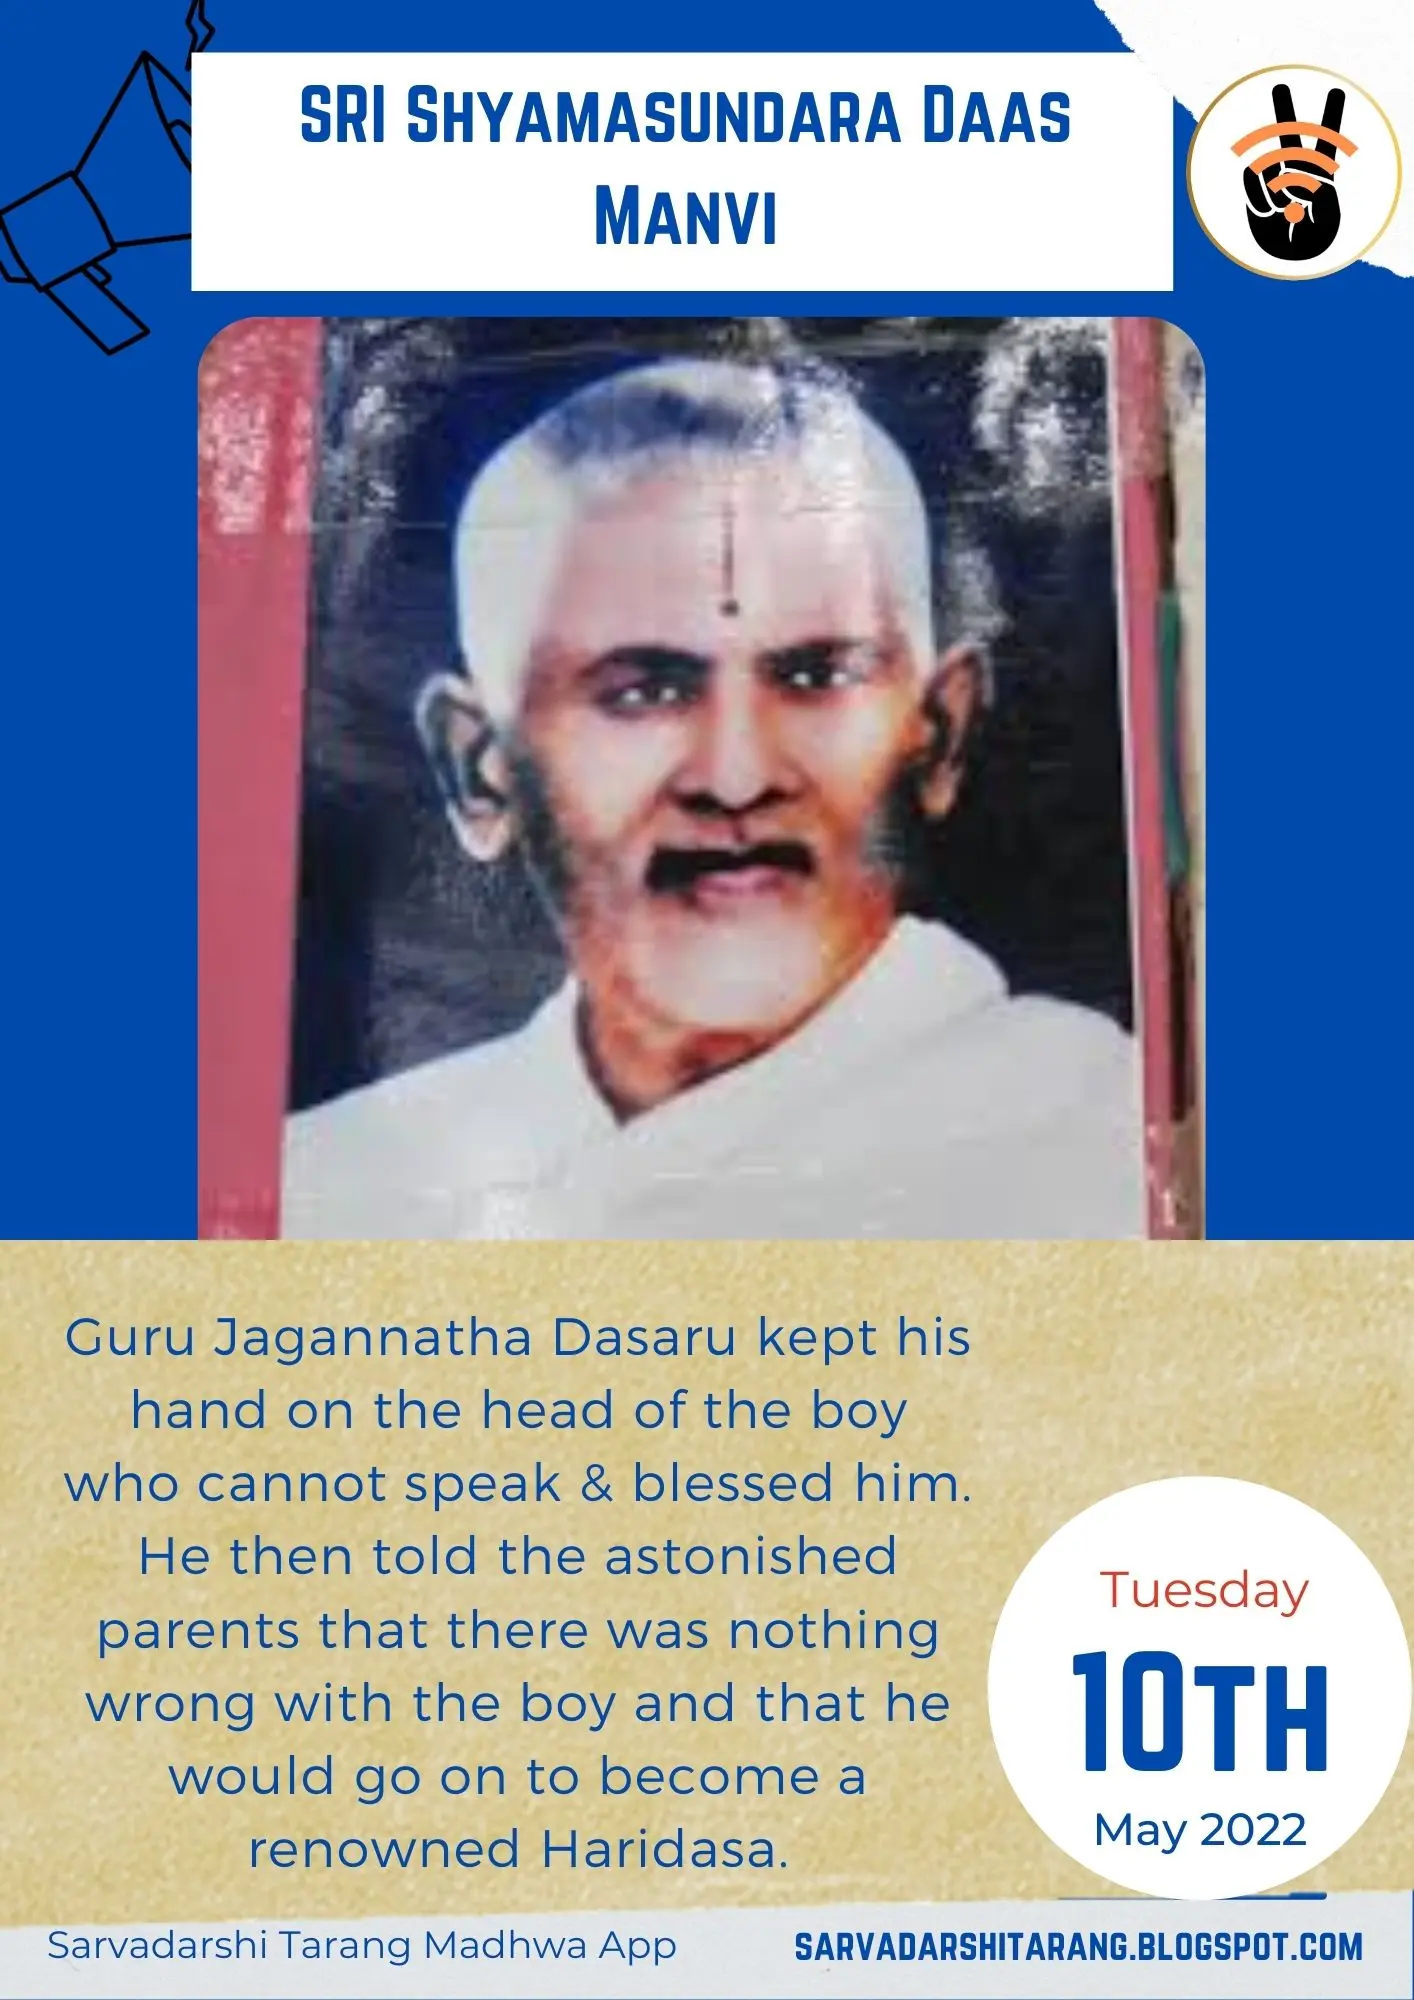 SRI SHYAMASUNDARA DAAS
MANVI
Guru Jagannatha Dasaru kept his
hand on the head of the boy
who cannot speak & blessed him.
He then told the astonished
parents that there was nothing
wrong with the boy and that he
would go on to become a
renowned Haridasa.
Tuesday
10TH
May 2022
Sarvadarshi Tarang Madhwa App
SARVADARSHITARANG.BLOGSPOT.COM